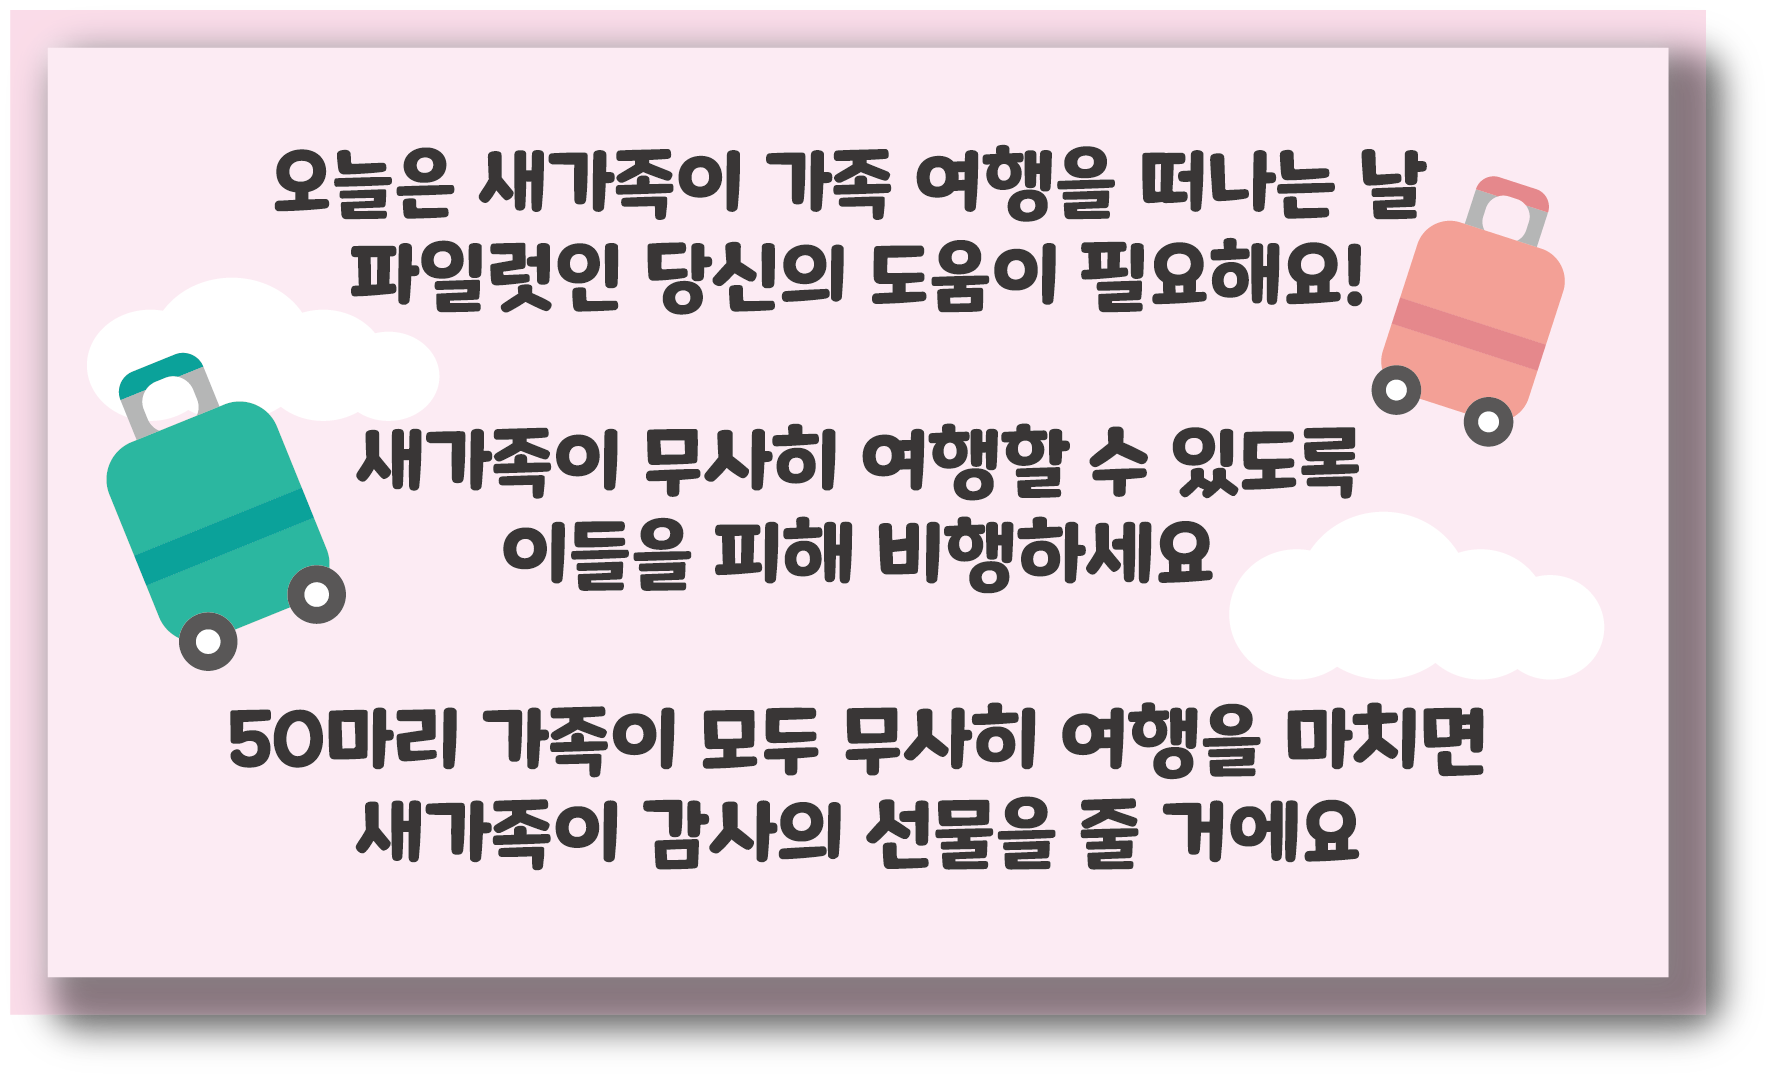 오늘은 새가족이 가족 여행을 떠나는 날
파일럿인 당신의 도움이 필요해요!
새가족이 무사히 여행할 수 있도록
이들을 피해 비행하세요
50마리 가족이 모두 무사히 여행을 마치면
새가족이 감사의 선물을 줄 거에요